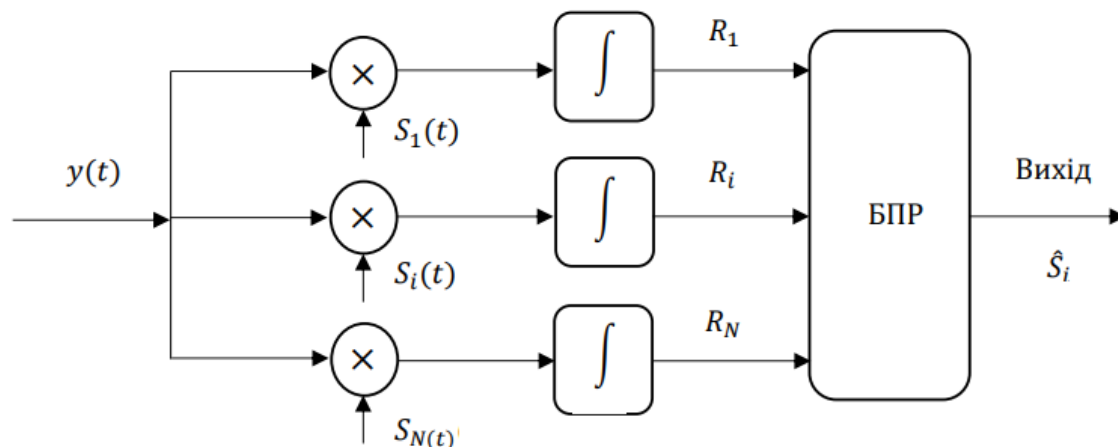 R₁
×
∫
S₁(t)
y(t)
Rᵢ
Вихід
×
∫
БПР
Sᵢ(t)
Ŝᵢ
R_N
×
∫
S_N(t)